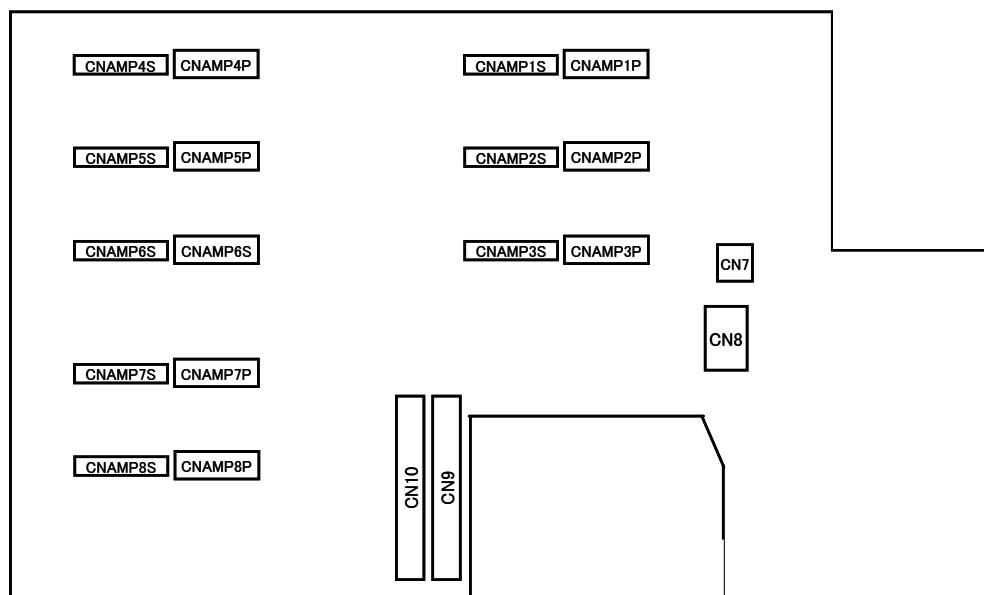 CNAMP4S CNAMP4P CNAMP1S CNAMP1P
CNAMP5S CNAMP5P CNAMP2S CNAMP2P
CNAMP6S CNAMP6S CNAMP3S CNAMP3P
CN7
CN8
CNAMP7S CNAMP7P
CNAMP8S CNAMP8P
CN10
CN9